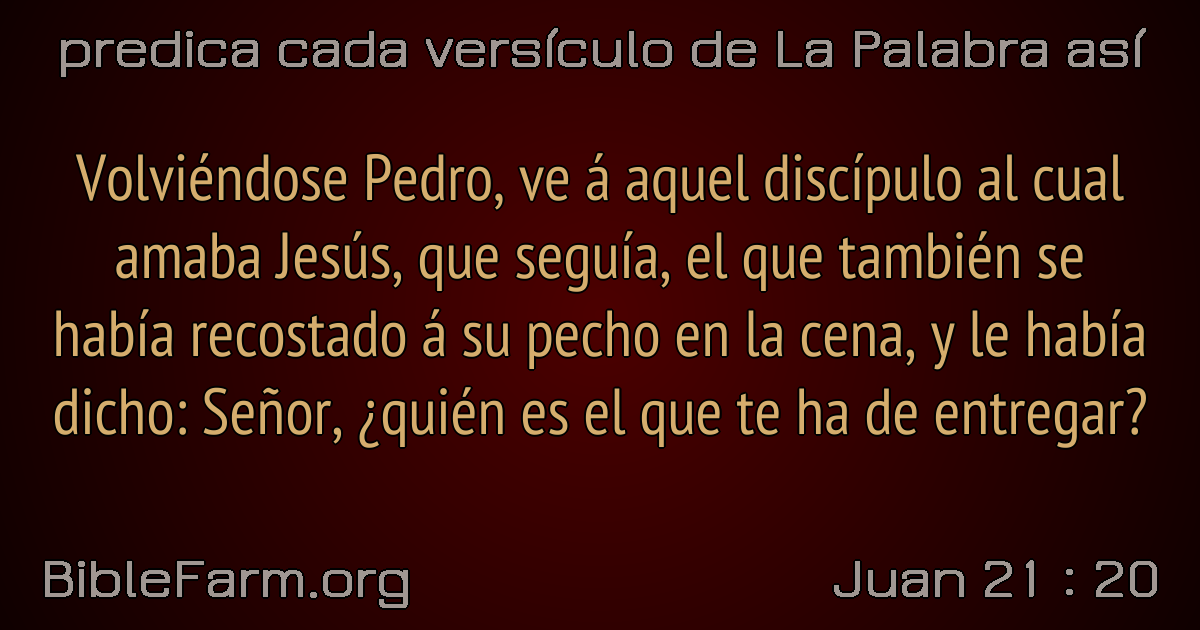 predica cada versículo de La Palabra así
Volviéndose Pedro, ve á aquel discípulo al cual
amaba Jesús, que seguía, el que también se
había recostado á su pecho en la cena, y le había
dicho: Señor, ¿quién es el que te ha de entregar?
BibleFarm.org
Juan 21 : 20